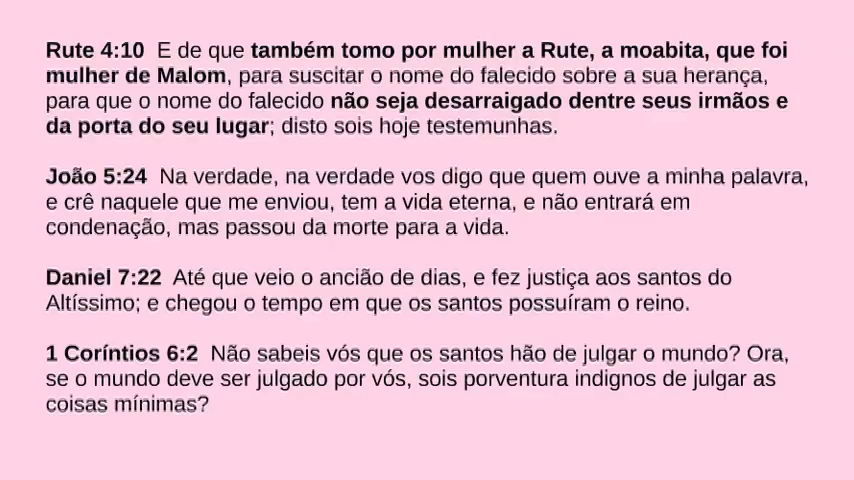 Rute 4:10  E de que também tomo por mulher a Rute, a moabita, que foi
mulher de Malom, para suscitar o nome do falecido sobre a sua herança,
para que o nome do falecido não seja desarraigado dentre seus irmãos e
da porta do seu lugar; disto sois hoje testemunhas.
João 5:24  Na verdade, na verdade vos digo que quem ouve a minha palavra,
e crê naquele que me enviou, tem a vida eterna, e não entrará em
condenação, mas passou da morte para a vida.
Daniel 7:22  Até que veio o ancião de dias, e fez justiça aos santos do
Altíssimo; e chegou o tempo em que os santos possuíram o reino.
1 Coríntios 6:2  Não sabeis vós que os santos hão de julgar o mundo? Ora,
se o mundo deve ser julgado por vós, sois porventura indignos de julgar as
coisas mínimas?